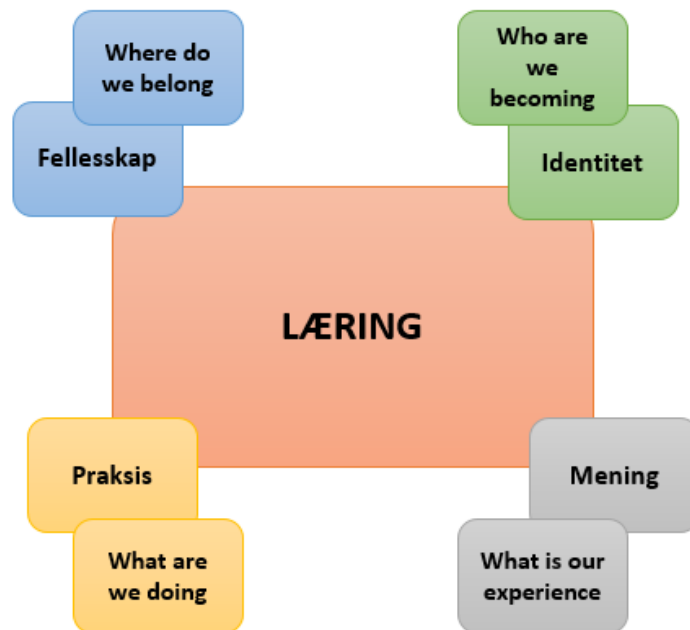 Where do
we belong
Fellesskap
Who are
we
becoming
Identitet
LÆRING
Praksis
What are
we doing
Mening
What is our
experience